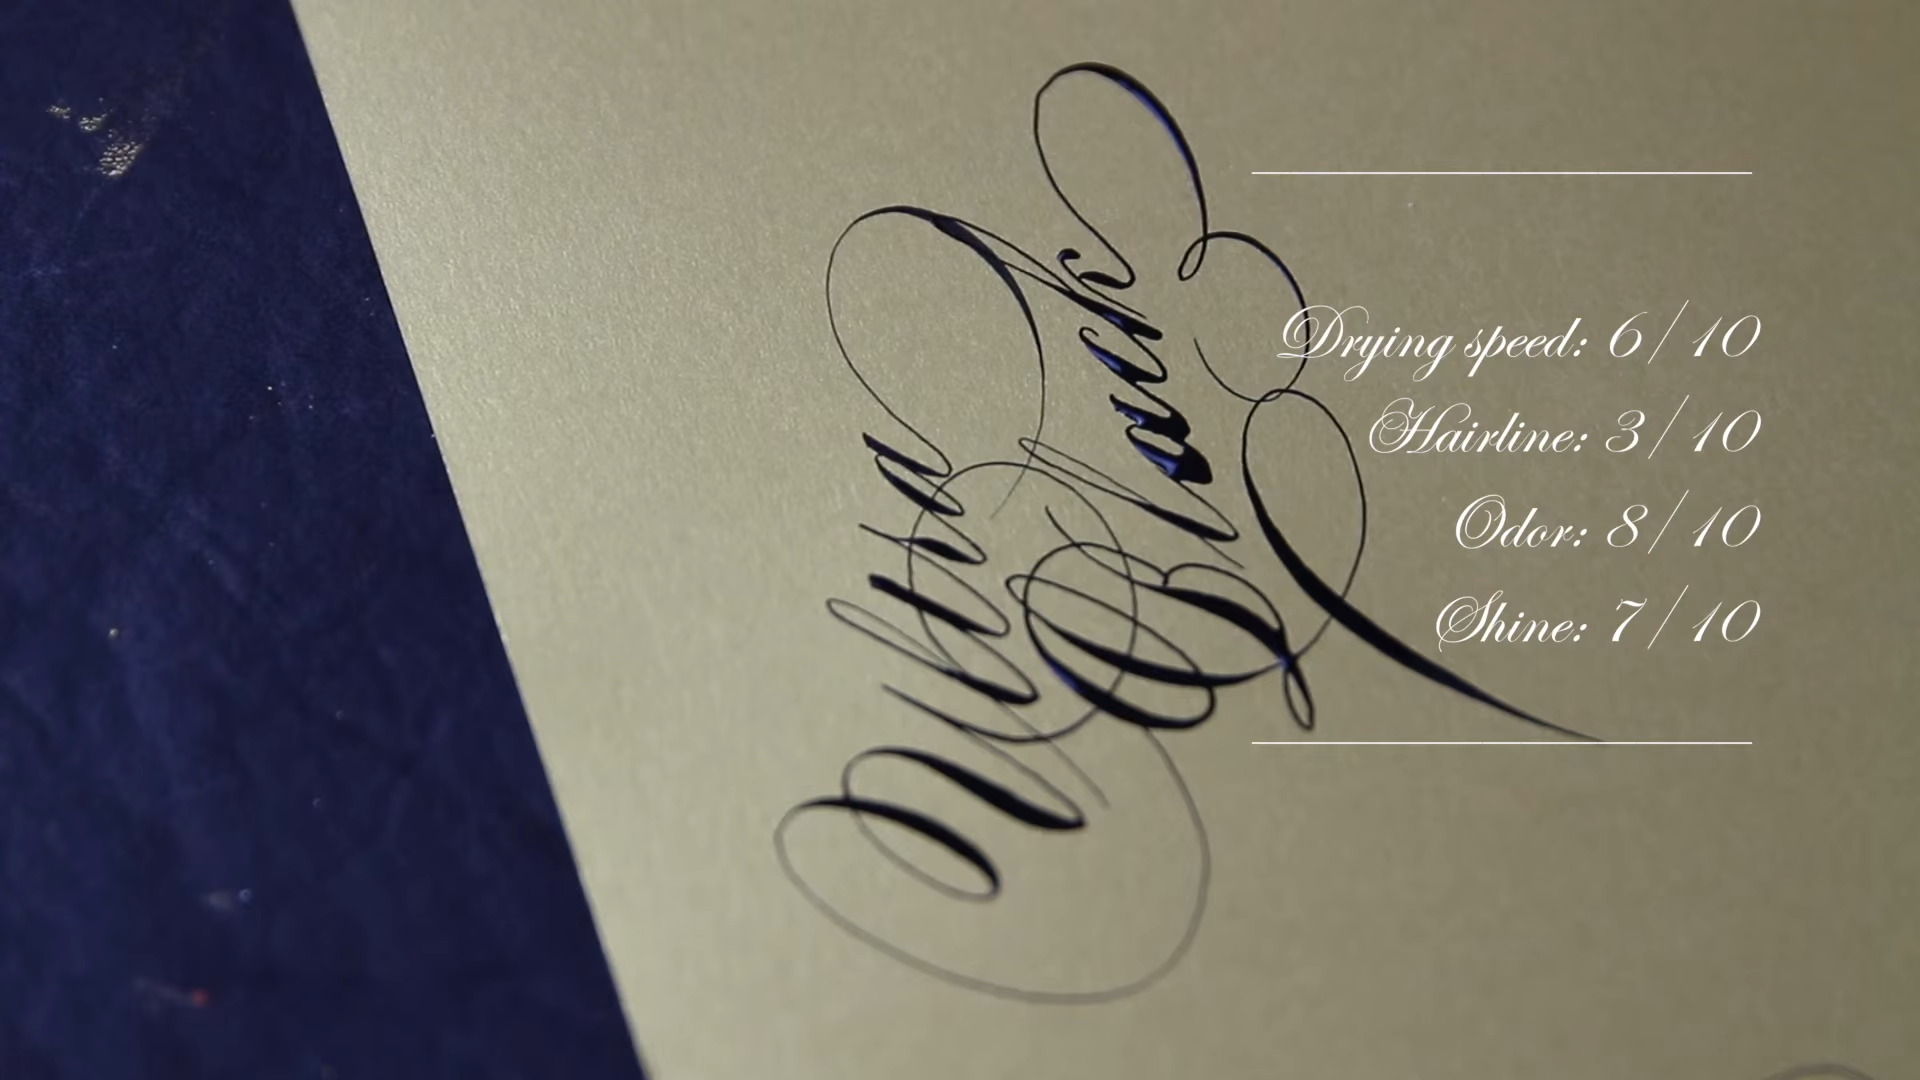 Ultra
Black
Drying speed: 6/10
Hairline: 3/10
Odor: 8/10
Shine: 7/10